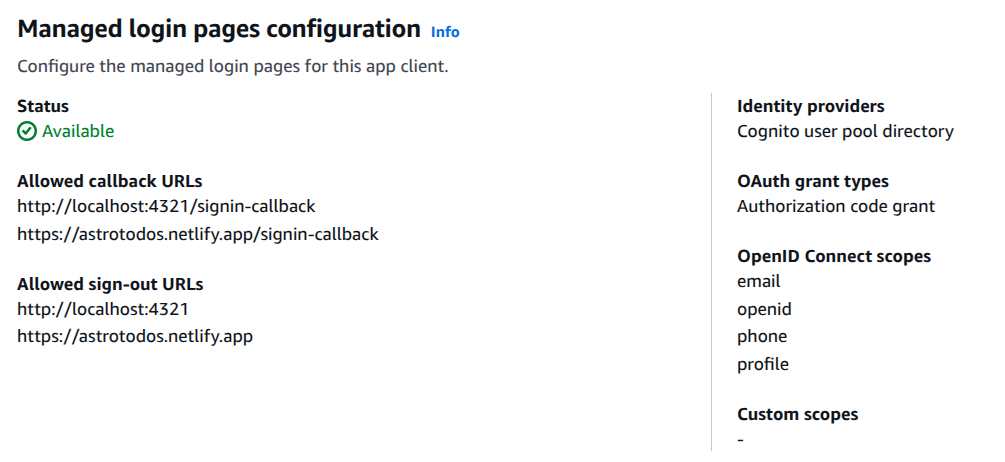 Managed login pages configuration Info
Configure the managed login pages for this app client.
Status
Available
Allowed callback URLs
http://localhost:4321/signin-callback
https://astrotodos.netlify.app/signin-callback
Allowed sign-out URLs
http://localhost:4321
https://astrotodos.netlify.app
Identity providers
Cognito user pool directory
OAuth grant types
Authorization code grant
OpenID Connect scopes
email
openid
phone
profile
Custom scopes
-